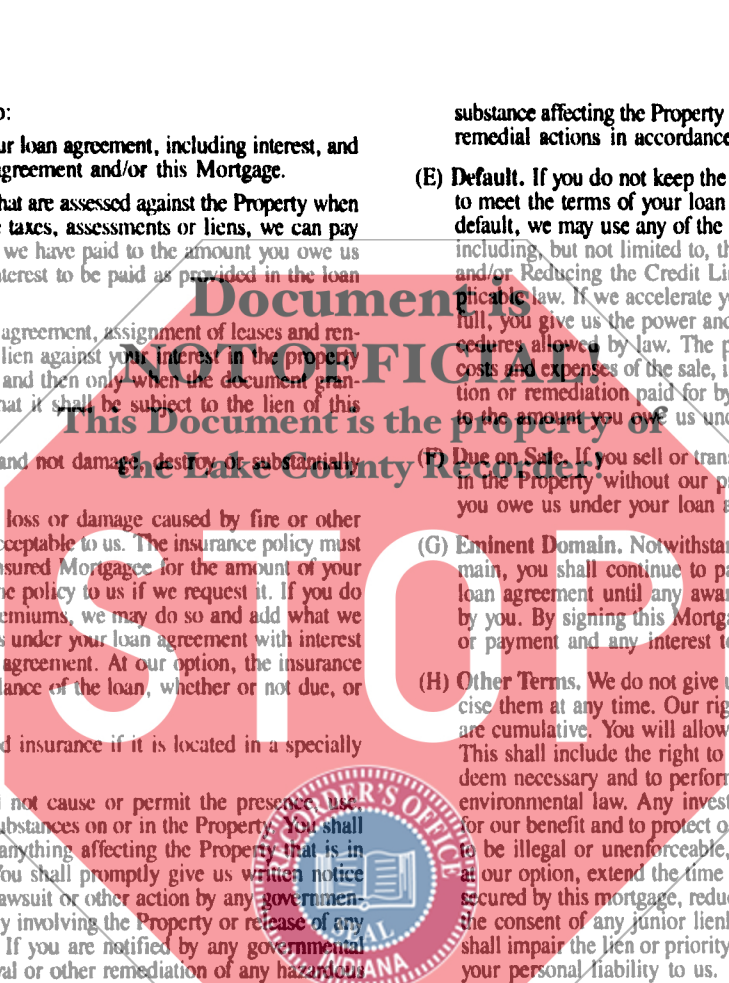 o:
ur loan agreement, including interest, and
agreement and/or this Mortgage.
hat are assessed against the Property when
e taxes, assessments or liens, we can pay
we have paid to the amount you owe us
nterest to be paid as provided in the loan
agreement, assignment of leases and ren-
lien against your interest in the property
and then only when the document gran-
hat it shall be subject to the lien of this
and not damage, destroy or substantially
loss or damage caused by fire or other
cceptable to us. The insurance policy must
nsured Mortgagee for the amount of your
he policy to us if we request it. If you do
emiums, we may do so and add what we
s under your loan agreement with interest
agreement. At our option, the insurance
lance of the loan, whether or not due, or
d insurance if it is located in a specially
not cause or permit the presence, use,
ubstances on or in the Property. You shall
anything affecting the Property that is in
You shall promptly give us written notice
awsuit or other action by any governmen-
y involving the Property or release of any
If you are notified by any governmental
val or other remediation of any hazardous
substance affecting the Property
remedial actions in accordance
(E) Default. If you do not keep the
to meet the terms of your loan
default, we may use any of the
including, but not limited to, th
and/or Reducing the Credit Li
plicable law. If we accelerate y
full, you give us the power and
cedures allowed by law. The p
costs and expenses of the sale, i
tion or remediation paid for by
to the amount you owe us und
(F) Due on Sale. If you sell or tran
in the Property without our p
you owe us under your loan a
(G) Eminent Domain. Notwithstan
main, you shall continue to pa
loan agreement until any awar
by you. By signing this Mortga
or payment and any interest to
(H) Other Terms. We do not give u
cise them at any time. Our rig
are cumulative. You will allow
This shall include the right to
deem necessary and to perform
environmental law. Any invest
for our benefit and to protect o
to be illegal or unenforceable,
at our option, extend the time
secured by this mortgage, reduc
the consent of any junior lienh
shall impair the lien or priority
your personal liability to us.
Document is
NOT OFFICIAL!
This Document is the property of
the Lake County Recorder!
STOP
RECORDER'S OFFICE
SEAL
INDIANA